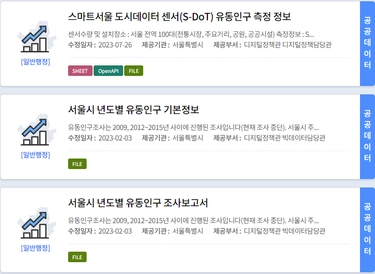 스마트서울 도시데이터 센서(S-DoT) 유동인구 측정 정보
센서수량 및 설치장소 : 서울 전역 100대(전통시장, 주요거리, 공원, 공공시설) 측정정보 : S...
수정일자 : 2023-07-26 제공기관 : 서울특별시 제공부서 : 디지털정책관 디지털정책담당관
[일반행정]
SHEET OpenAPI FILE
공공데이터
서울시 년도별 유동인구 기본정보
유동인구조사는 2009, 2012~2015년 사이에 진행된 조사입니다(현재 조사 중단). 서울시 주...
수정일자 : 2023-02-03 제공기관 : 서울특별시 제공부서 : 디지털정책관 빅데이터담당관
[일반행정]
FILE
공공데이터
서울시 년도별 유동인구 조사보고서
유동인구조사는 2009, 2012~2015년 사이에 진행된 조사입니다(현재 조사 중단). 서울시 주...
수정일자 : 2023-02-03 제공기관 : 서울특별시 제공부서 : 디지털정책관 빅데이터담당관
[일반행정]
FILE
공공데이터